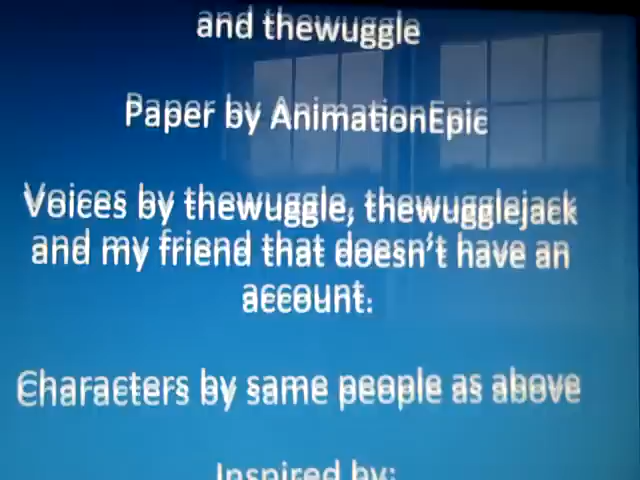 and thewuggle
Paper by AnimationEpic
Voices by thewuggle, thewugglejack
and my friend that doesn't have an
account.
Characters by same people as above
Inspired by: